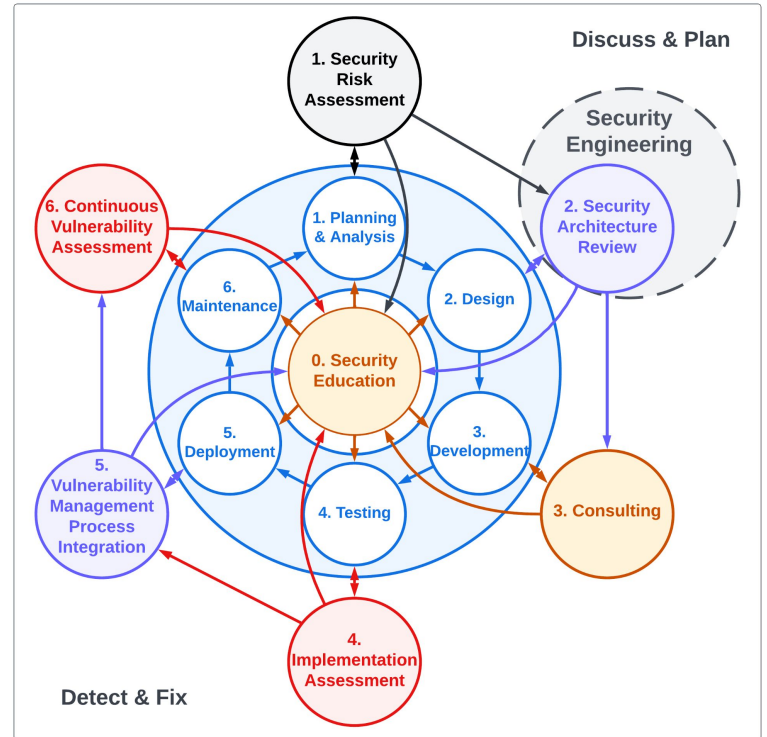 Discuss & Plan
1. Security
Risk
Assessment
Security
Engineering
2. Security
Architecture
Review
6. Continuous
Vulnerability
Assessment
1. Planning
& Analysis
6.
Maintenance
2. Design
0. Security
Education
5.
Deployment
3.
Development
4. Testing
5.
Vulnerability
Management
Process
Integration
3. Consulting
4.
Implementation
Assessment
Detect & Fix